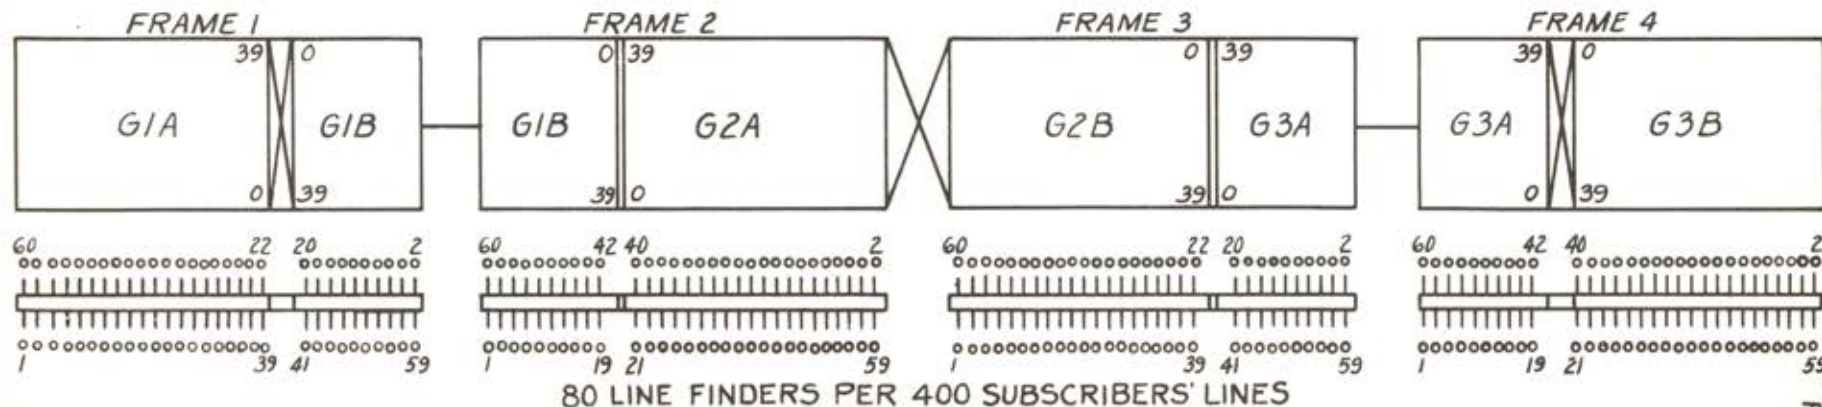 FRAME 1 FRAME 2 FRAME 3 FRAME 4
39 0 0 39 0 39 39 0
G1A G1B G1B G2A G2B G3A G3A G3B
0 39 39 0 39 0 0 39
60 22 20 2 60 42 40 2 60 22 20 2 60 42 40 2
1 39 41 59 1 19 21 59 1 39 41 59 1 19 21 59
80 LINE FINDERS PER 400 SUBSCRIBERS' LINES